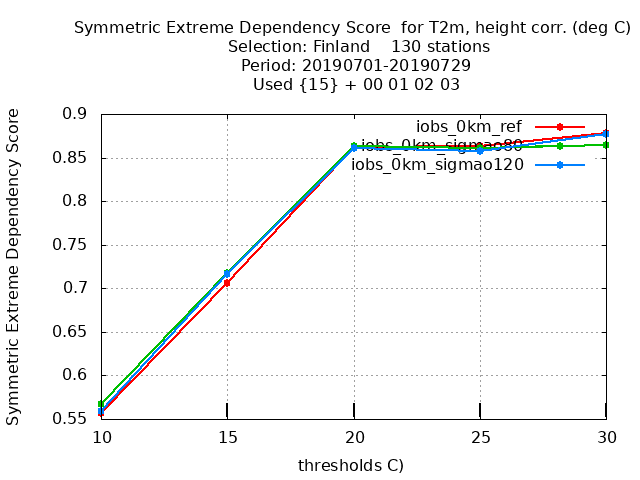 Symmetric Extreme Dependency Score  for T2m, height corr. (deg C)
Selection: Finland    130 stations
Period: 20190701-20190729
Used {15} + 00 01 02 03
Symmetric Extreme Dependency Score
0.9
0.85
0.8
0.75
0.7
0.65
0.6
0.55
iobs_0km_ref
iobs_0km_sigmao80
iobs_0km_sigmao120
10 15 20 25 30
thresholds C)